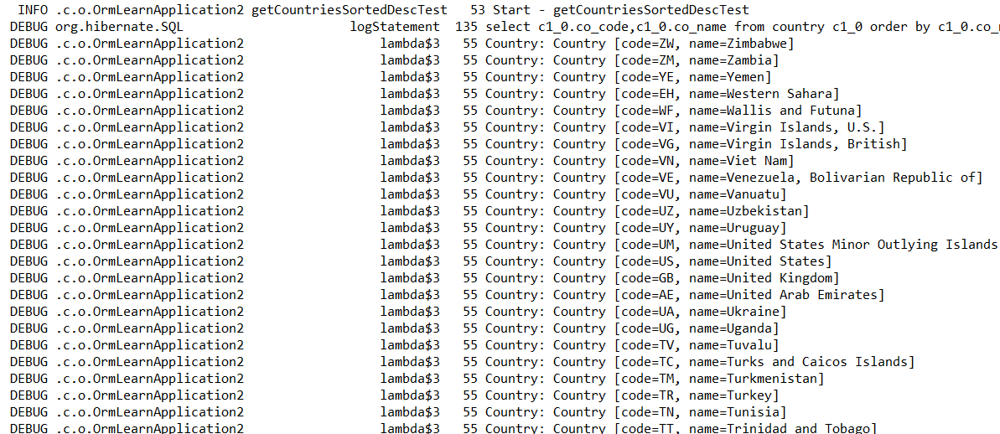 INFO .c.o.OrmLearnApplication2 getCountriesSortedDescTest 53 Start - getCountriesSortedDescTest
DEBUG org.hibernate.SQL logStatement 135 select c1_0.co_code,c1_0.co_name from country c1_0 order by c1_0.co_
DEBUG .c.o.OrmLearnApplication2 lambda$3 55 Country: Country [code=ZW, name=Zimbabwe]
DEBUG .c.o.OrmLearnApplication2 lambda$3 55 Country: Country [code=ZM, name=Zambia]
DEBUG .c.o.OrmLearnApplication2 lambda$3 55 Country: Country [code=YE, name=Yemen]
DEBUG .c.o.OrmLearnApplication2 lambda$3 55 Country: Country [code=EH, name=Western Sahara]
DEBUG .c.o.OrmLearnApplication2 lambda$3 55 Country: Country [code=WF, name=Wallis and Futuna]
DEBUG .c.o.OrmLearnApplication2 lambda$3 55 Country: Country [code=VI, name=Virgin Islands, U.S.]
DEBUG .c.o.OrmLearnApplication2 lambda$3 55 Country: Country [code=VG, name=Virgin Islands, British]
DEBUG .c.o.OrmLearnApplication2 lambda$3 55 Country: Country [code=VN, name=Viet Nam]
DEBUG .c.o.OrmLearnApplication2 lambda$3 55 Country: Country [code=VE, name=Venezuela, Bolivarian Republic of]
DEBUG .c.o.OrmLearnApplication2 lambda$3 55 Country: Country [code=VU, name=Vanuatu]
DEBUG .c.o.OrmLearnApplication2 lambda$3 55 Country: Country [code=UZ, name=Uzbekistan]
DEBUG .c.o.OrmLearnApplication2 lambda$3 55 Country: Country [code=UY, name=Uruguay]
DEBUG .c.o.OrmLearnApplication2 lambda$3 55 Country: Country [code=UM, name=United States Minor Outlying Islands
DEBUG .c.o.OrmLearnApplication2 lambda$3 55 Country: Country [code=US, name=United States]
DEBUG .c.o.OrmLearnApplication2 lambda$3 55 Country: Country [code=GB, name=United Kingdom]
DEBUG .c.o.OrmLearnApplication2 lambda$3 55 Country: Country [code=AE, name=United Arab Emirates]
DEBUG .c.o.OrmLearnApplication2 lambda$3 55 Country: Country [code=UA, name=Ukraine]
DEBUG .c.o.OrmLearnApplication2 lambda$3 55 Country: Country [code=UG, name=Uganda]
DEBUG .c.o.OrmLearnApplication2 lambda$3 55 Country: Country [code=TV, name=Tuvalu]
DEBUG .c.o.OrmLearnApplication2 lambda$3 55 Country: Country [code=TC, name=Turks and Caicos Islands]
DEBUG .c.o.OrmLearnApplication2 lambda$3 55 Country: Country [code=TM, name=Turkmenistan]
DEBUG .c.o.OrmLearnApplication2 lambda$3 55 Country: Country [code=TR, name=Turkey]
DEBUG .c.o.OrmLearnApplication2 lambda$3 55 Country: Country [code=TN, name=Tunisia]
DEBUG .c.o.OrmLearnApplication2 lambda$3 55 Country: Country [code=TT, name=Trinidad and Tobago]